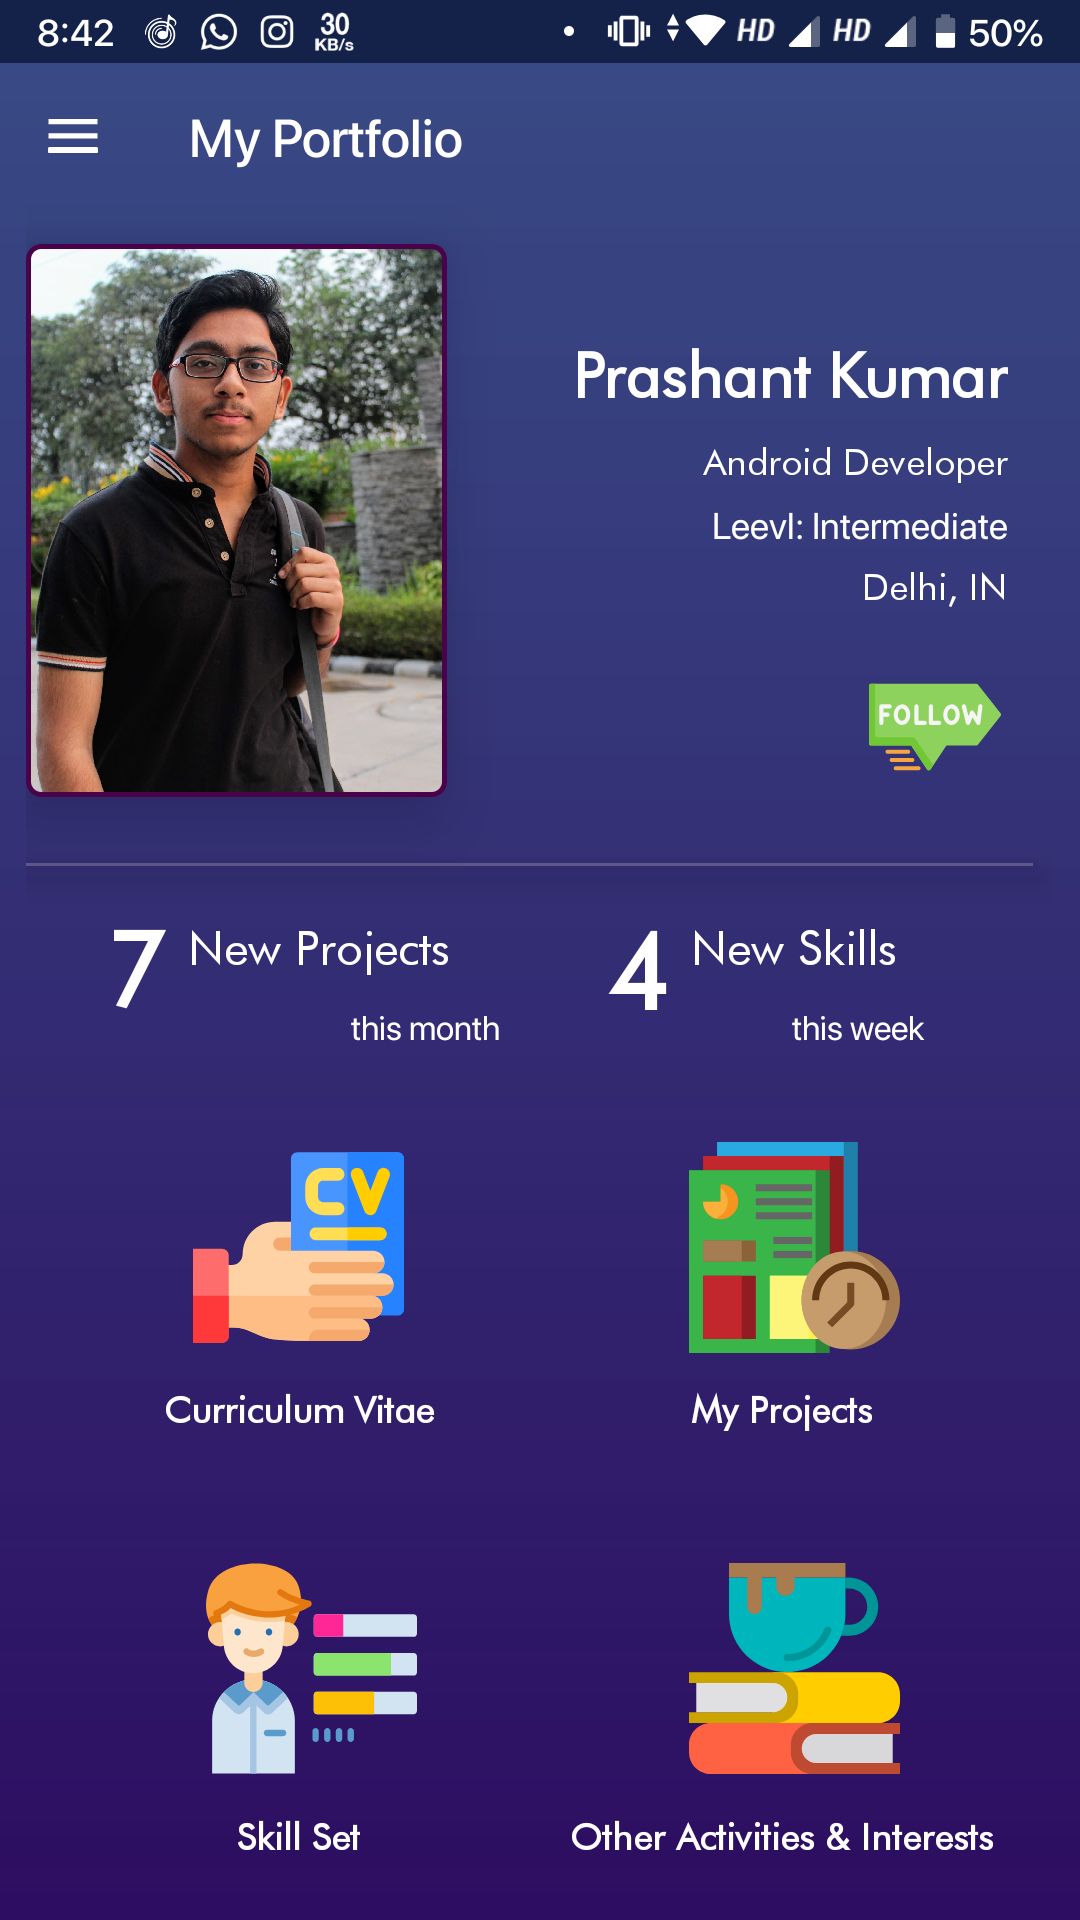 8:42 30 KB/s HD HD 50%
My Portfolio
Prashant Kumar
Android Developer
Leevl: Intermediate
Delhi, IN
FOLLOW
7 New Projects
this month
4 New Skills
this week
CV
Curriculum Vitae
My Projects
Skill Set
Other Activities & Interests